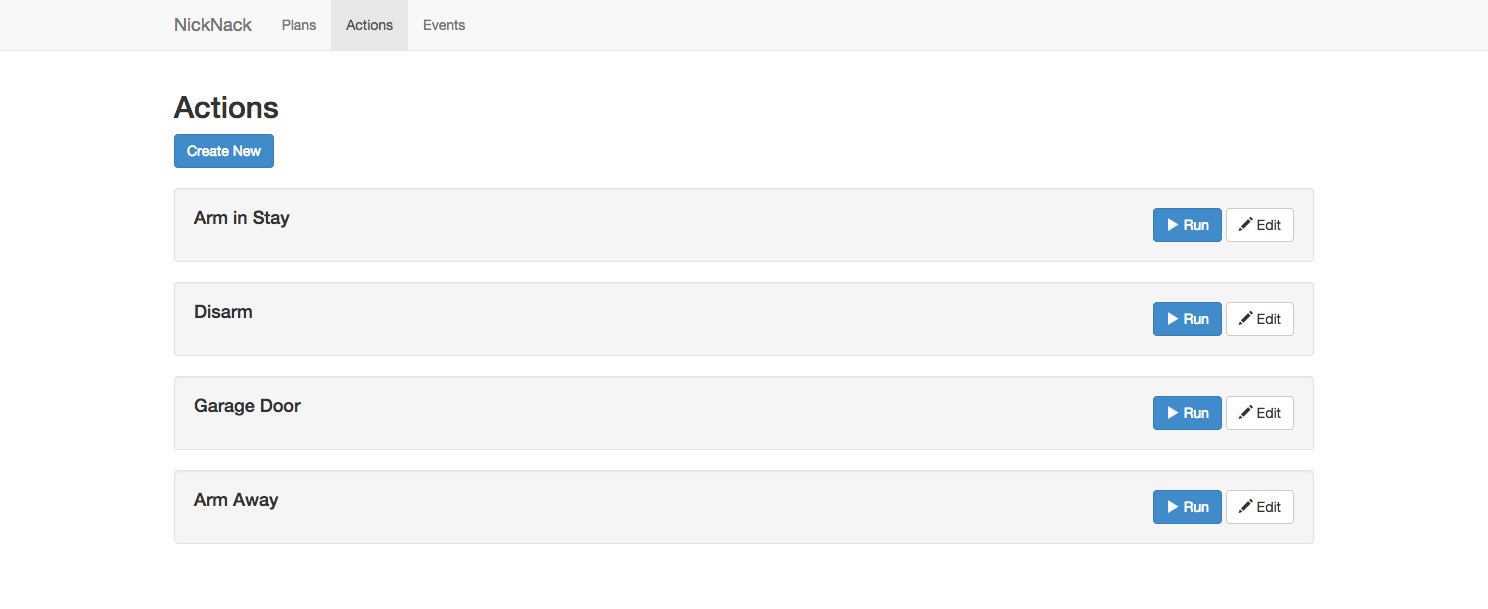 NickNack Plans Actions Events
Actions
Create New
Arm in Stay Run Edit
Disarm Run Edit
Garage Door Run Edit
Arm Away Run Edit